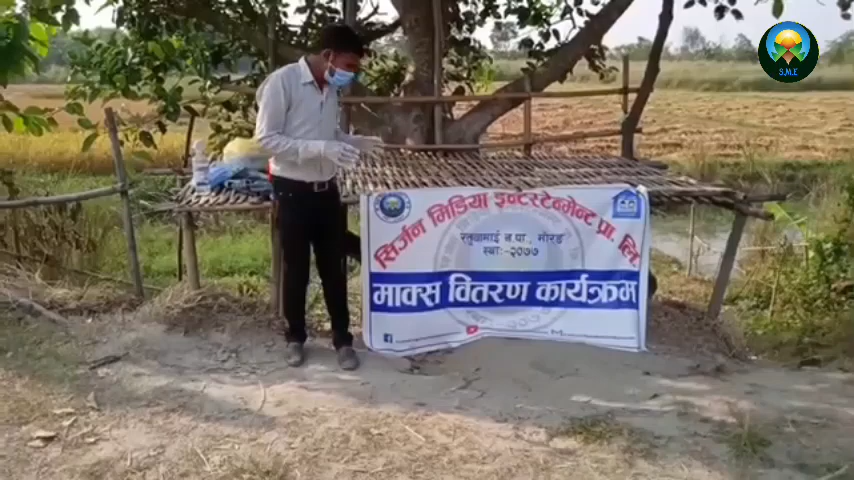 S.M.E
सिर्जन मिडिया इन्टरटेनमेन्ट प्रा. लि.
रतुवामाई न.पा., मोरङ
स्था:-२०७७
माक्स वितरण कार्यक्रम